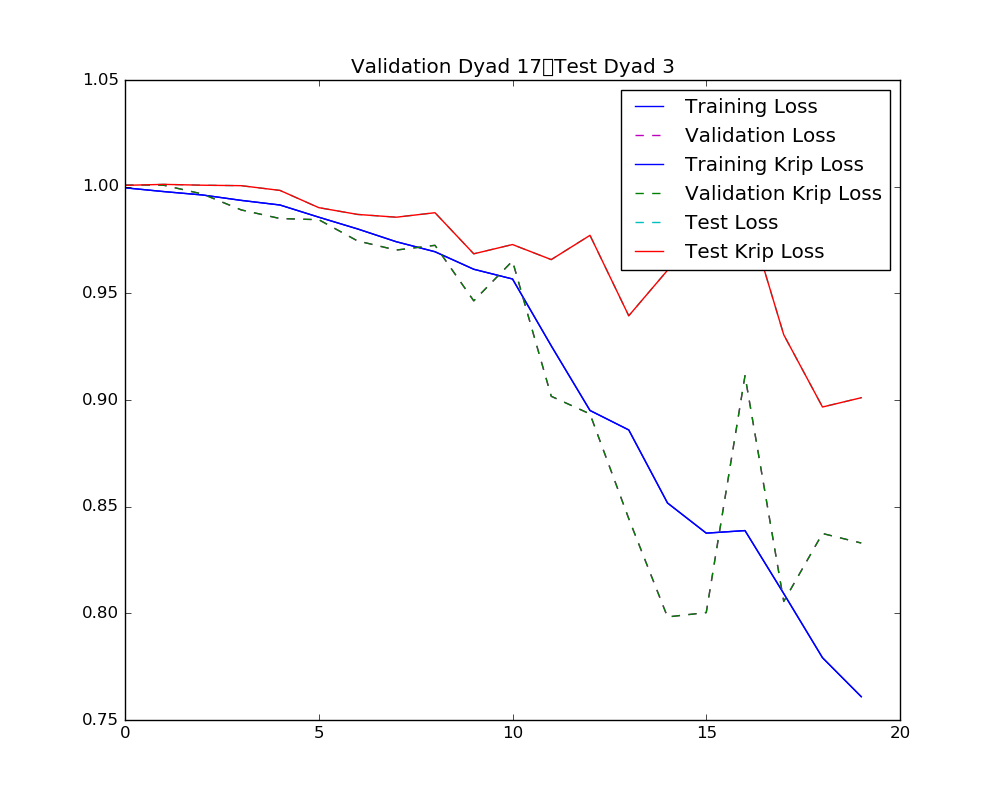 Validation Dyad 17▯Test Dyad 3
1.05
1.00
0.95
0.90
0.85
0.80
0.75
0
5
10
15
20
Training Loss
Validation Loss
Training Krip Loss
Validation Krip Loss
Test Loss
Test Krip Loss